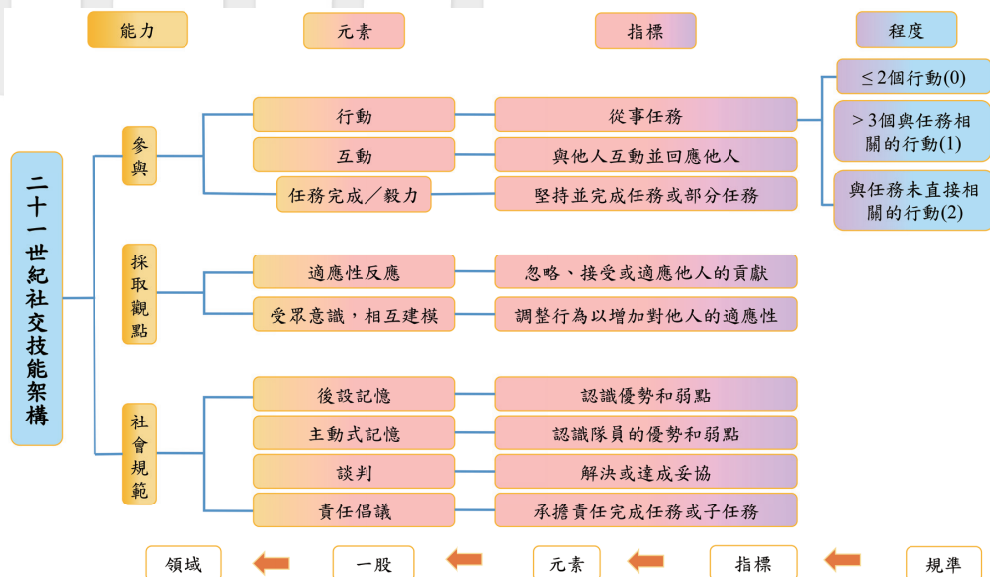 能力
元素
指標
程度
二十一世紀社交技能架構
參與
行動
從事任務
≤ 2個行動(0)
> 3個與任務相
關的行動(1)
與任務未直接相
關的行動(2)
互動
與他人互動並回應他人
任務完成／毅力
堅持並完成任務或部分任務
採取觀點
適應性反應
忽略、接受或適應他人的貢獻
受眾意識，相互建模
調整行為以增加對他人的適應性
社會規範
後設記憶
認識優勢和弱點
主動式記憶
認識隊員的優勢和弱點
談判
解決或達成妥協
責任倡議
承擔責任完成任務或子任務
領域
一股
元素
指標
規準